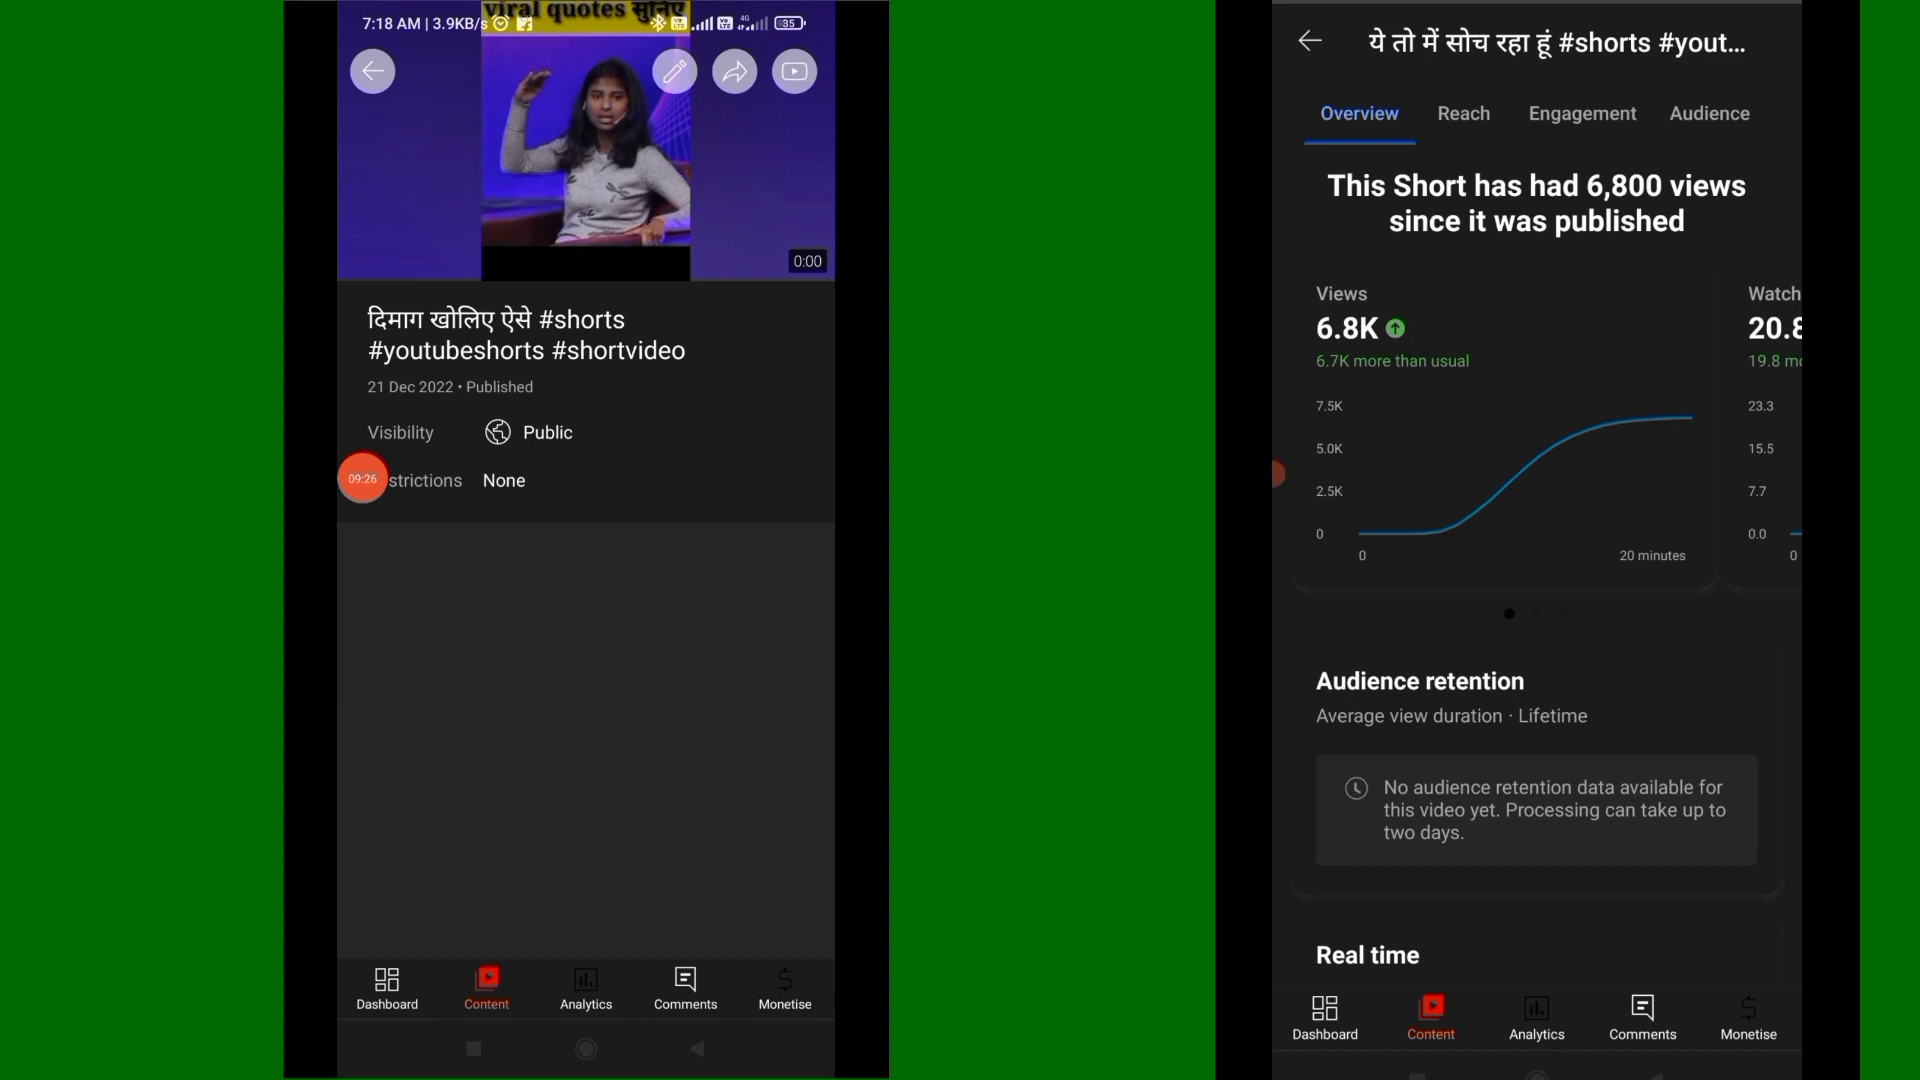 viral quotes सुनिए
7:18 AM | 3.9KB/s
4G
35
0:00
दिमाग खोलिए ऐसे #shorts
#youtubeshorts #shortvideo
21 Dec 2022 • Published
Visibility
Public
09:26
strictions
None
Dashboard
Content
Analytics
Comments
Monetise
ये तो में सोच रहा हूं #shorts #yout...
Overview
Reach
Engagement
Audience
This Short has had 6,800 views
since it was published
Views
6.8K
6.7K more than usual
7.5K
5.0K
2.5K
0
0
20 minutes
Watch
20.8
19.8 mo
23.3
15.5
7.7
0.0
0
Audience retention
Average view duration · Lifetime
No audience retention data available for
this video yet. Processing can take up to
two days.
Real time
Dashboard
Content
Analytics
Comments
Monetise